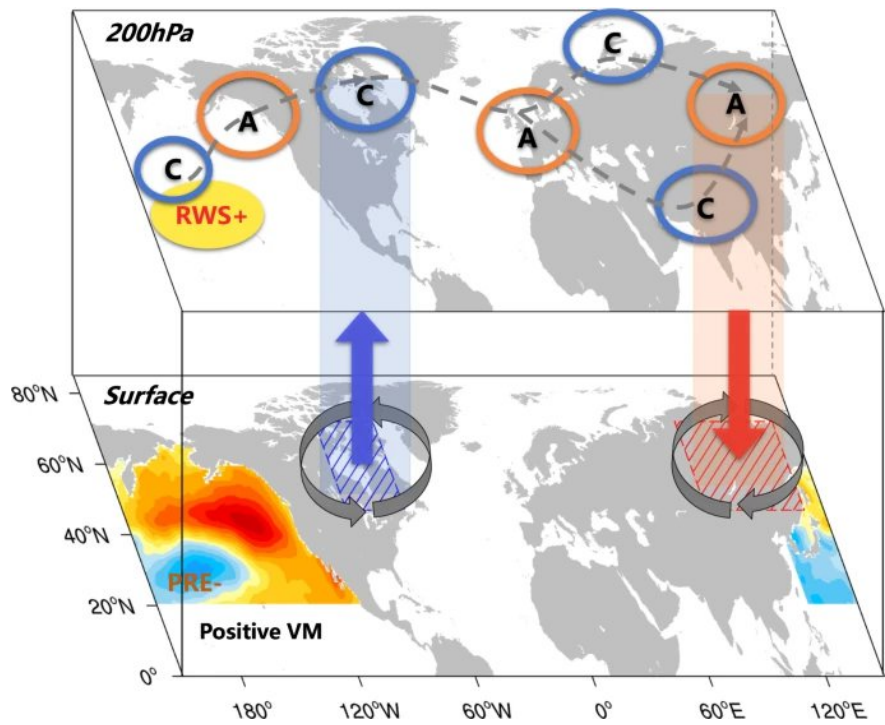 200hPa
C
A
C
C
A
A
C
RWS+
Surface
80°N
60°N
40°N
20°N
0°
PRE-
Positive VM
180°
120°W
60°W
0°
60°E
120°E